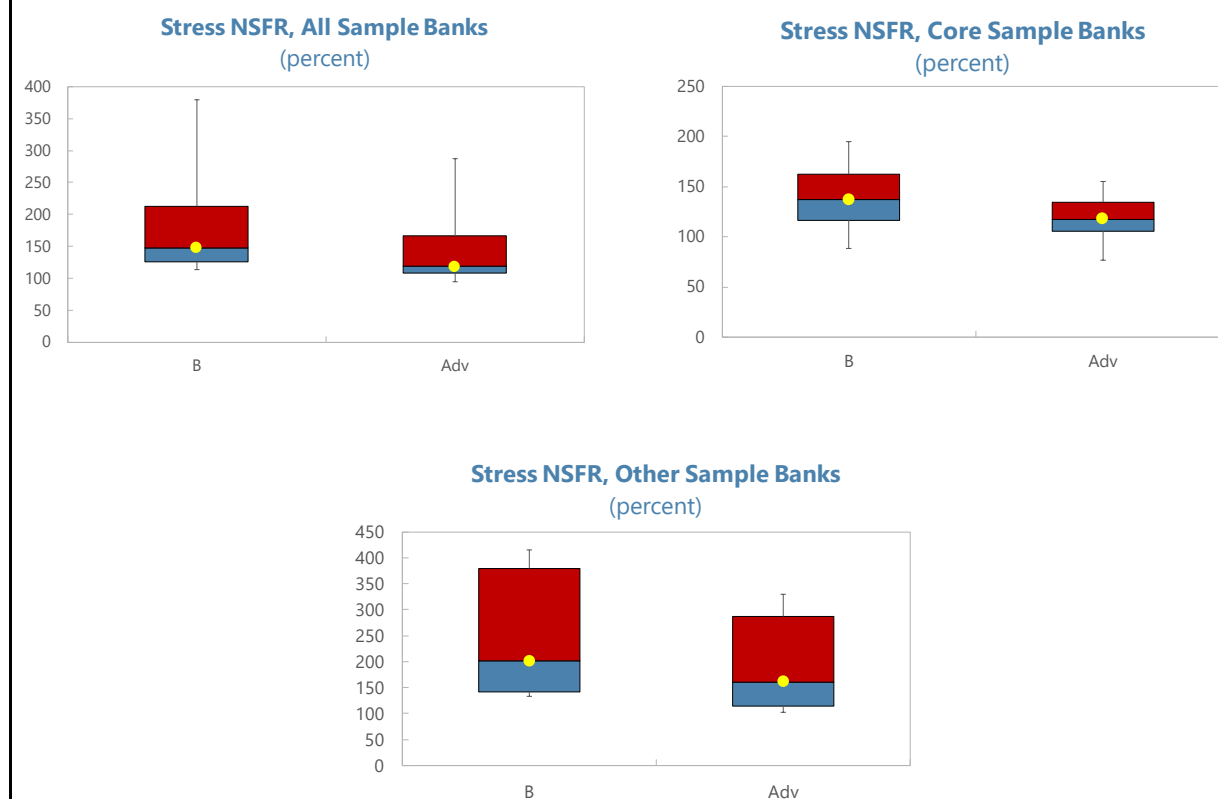 Stress NSFR, All Sample Banks
(percent)
400
350
300
250
200
150
100
50
0
B
Adv
Stress NSFR, Core Sample Banks
(percent)
250
200
150
100
50
0
B
Adv
Stress NSFR, Other Sample Banks
(percent)
450
400
350
300
250
200
150
100
50
0
B
Adv